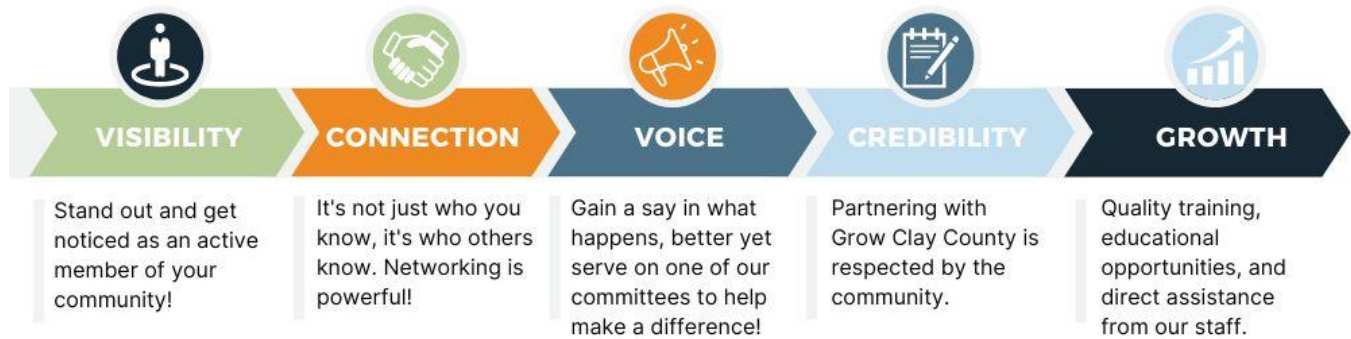 VISIBILITY
Stand out and get
noticed as an active
member of your
community!
CONNECTION
It's not just who you
know, it's who others
know. Networking is
powerful!
VOICE
Gain a say in what
happens, better yet
serve on one of our
committees to help
make a difference!
CREDIBILITY
Partnering with
Grow Clay County is
respected by the
community.
GROWTH
Quality training,
educational
opportunities, and
direct assistance
from our staff.